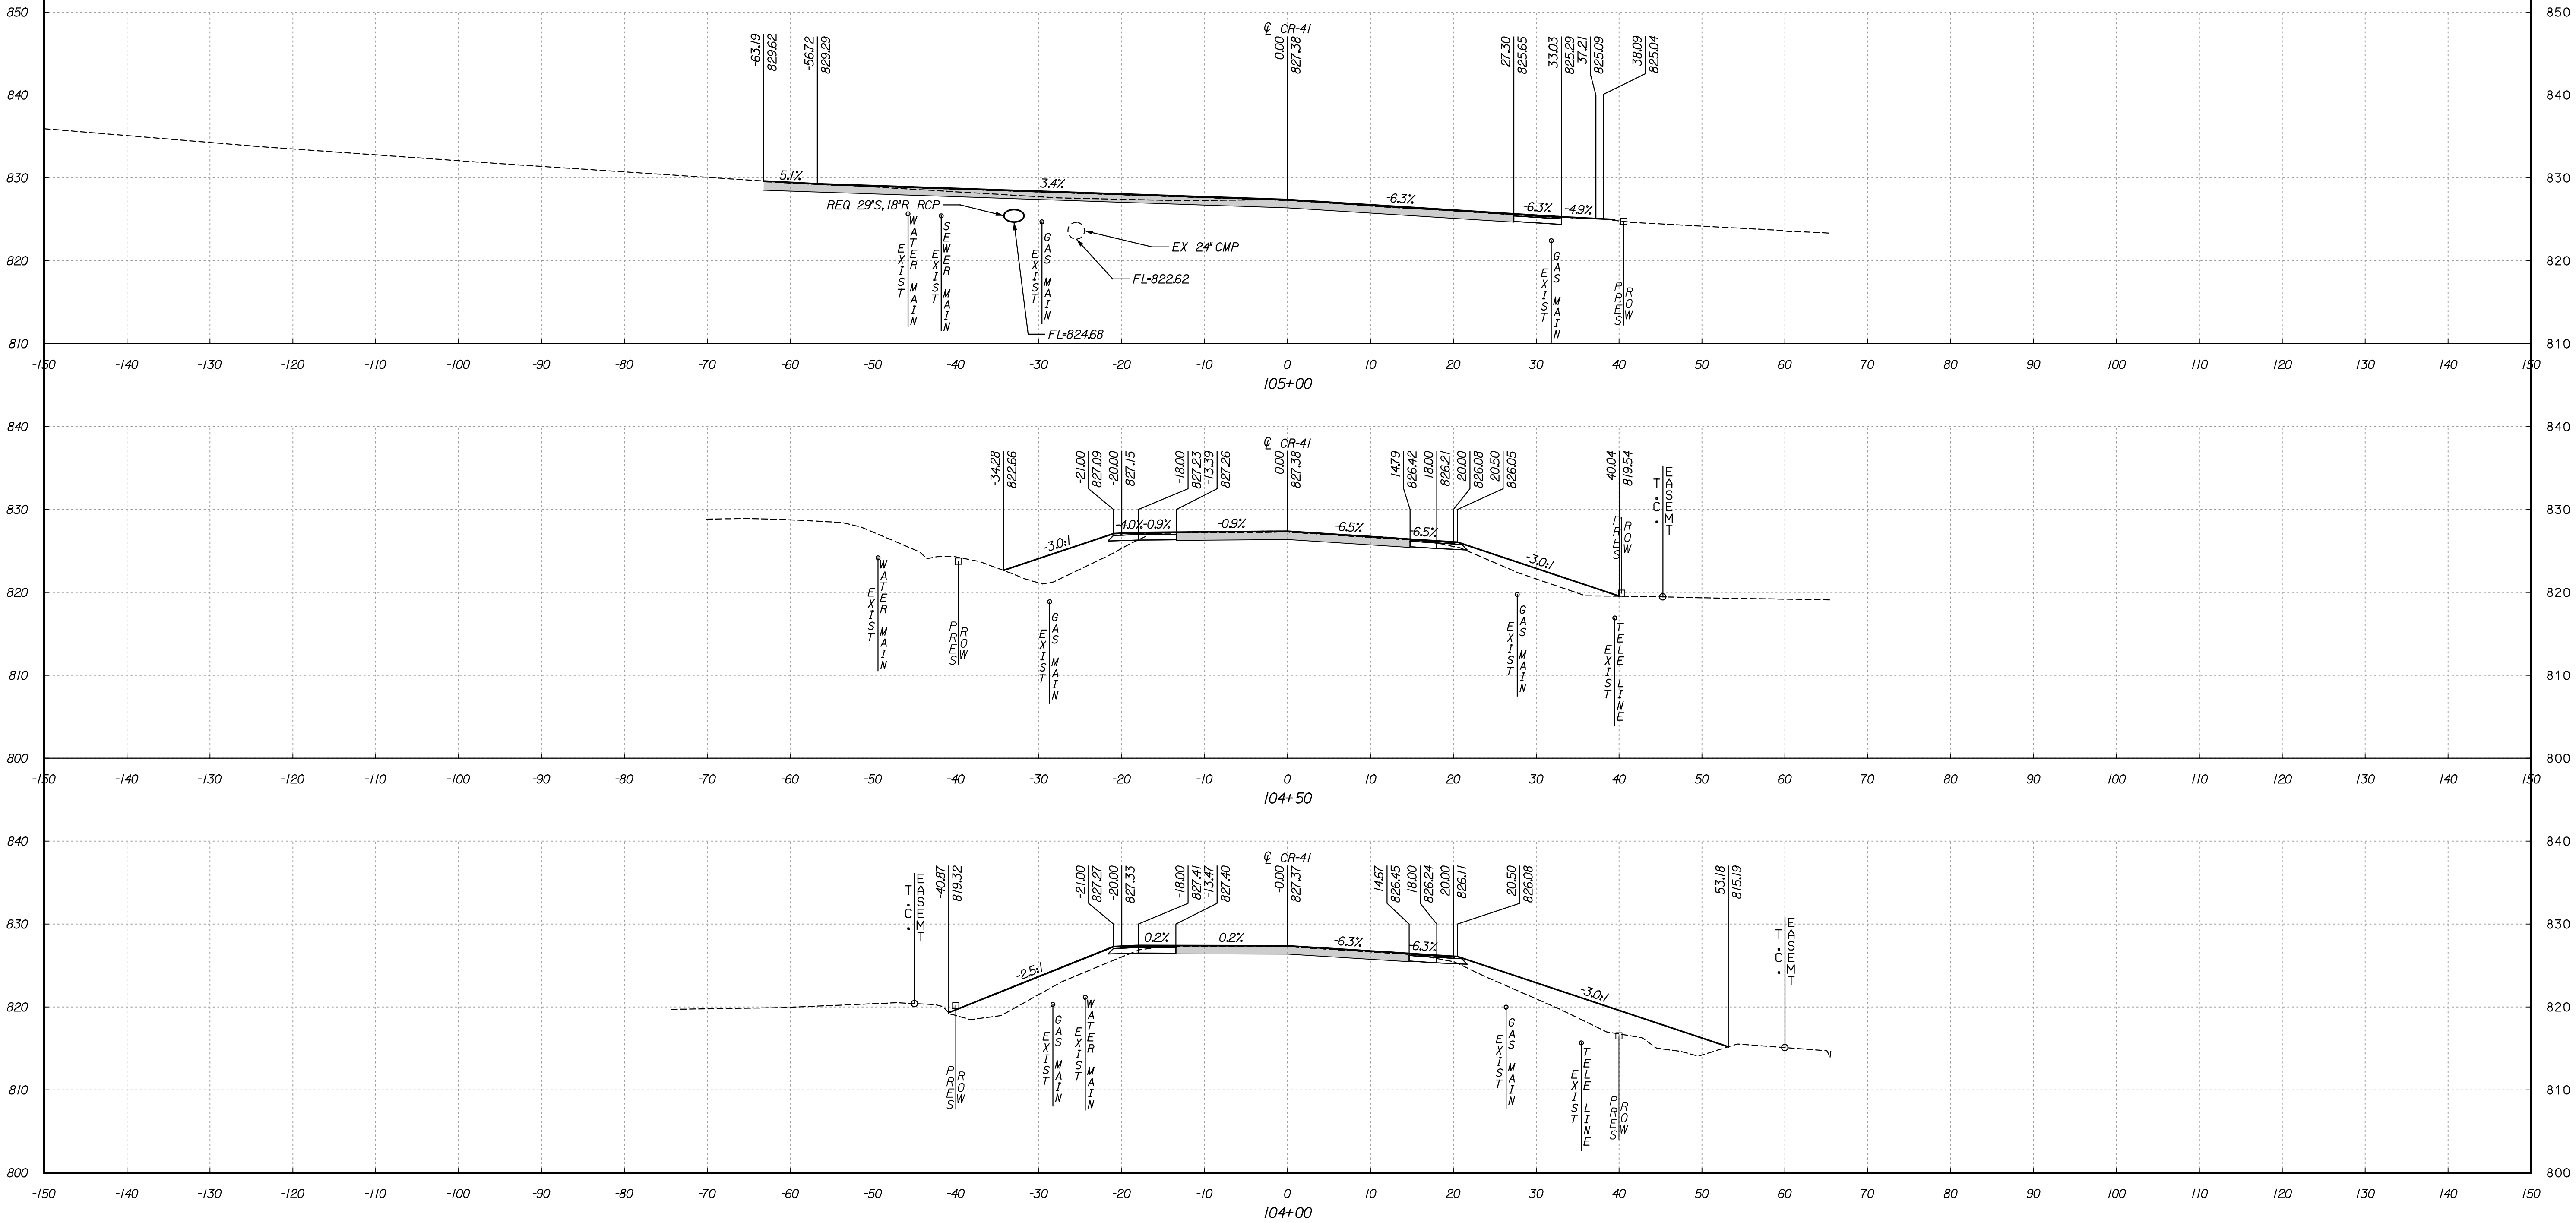 850 850
℄ CR-41
-63.19 829.62
-56.72 829.29
0.00 827.38
27.30 825.65
33.03 825.29
37.21 825.09
38.09 825.04
840 840
830 830
5.1% 3.4% -6.3% -6.3% -4.9%
REQ 29"S, 18"R RCP
EX 24" CMP
FL=822.62
FL=824.68
EXIST WATER MAIN
EXIST SEWER MAIN
EXIST GAS MAIN
EXIST GAS MAIN
PRES ROW
820 820
810 810
-150 -140 -130 -120 -110 -100 -90 -80 -70 -60 -50 -40 -30 -20 -10 0 10 20 30 40 50 60 70 80 90 100 110 120 130 140 150
105+00
840 840
℄ CR-41
-34.28 822.66
-21.00 827.09
-20.00 827.15
-18.00 827.23
-13.39 827.26
0.00 827.38
14.79 826.42
18.00 826.21
20.00 826.08
20.50 826.05
40.04 819.54
T.C. EASEMT
830 830
-3.0:1 -4.0% -0.9% -0.9% -6.5% -6.5% -3.0:1
PRES ROW
820 820
EXIST WATER MAIN
PRES ROW
EXIST GAS MAIN
EXIST GAS MAIN
EXIST TELE LINE
810 810
800 800
-150 -140 -130 -120 -110 -100 -90 -80 -70 -60 -50 -40 -30 -20 -10 0 10 20 30 40 50 60 70 80 90 100 110 120 130 140 150
104+50
840 840
℄ CR-41
T.C. EASEMT
-40.87 819.32
-21.00 827.27
-20.00 827.33
-18.00 827.41
-13.47 827.40
-0.00 827.37
14.67 826.45
18.00 826.24
20.00 826.11
20.50 826.08
53.18 815.19
T.C. EASEMT
830 830
-2.5:1 0.2% 0.2% -6.3% -6.3% -3.0:1
820 820
PRES ROW
EXIST GAS MAIN
EXIST WATER MAIN
EXIST GAS MAIN
EXIST TELE LINE
PRES ROW
810 810
800 800
-150 -140 -130 -120 -110 -100 -90 -80 -70 -60 -50 -40 -30 -20 -10 0 10 20 30 40 50 60 70 80 90 100 110 120 130 140 150
104+00